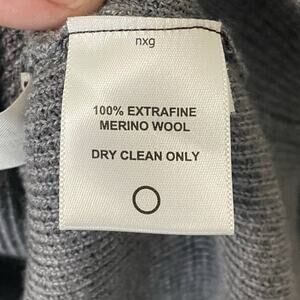 nxg
100% EXTRAFINE
MERINO WOOL
DRY CLEAN ONLY